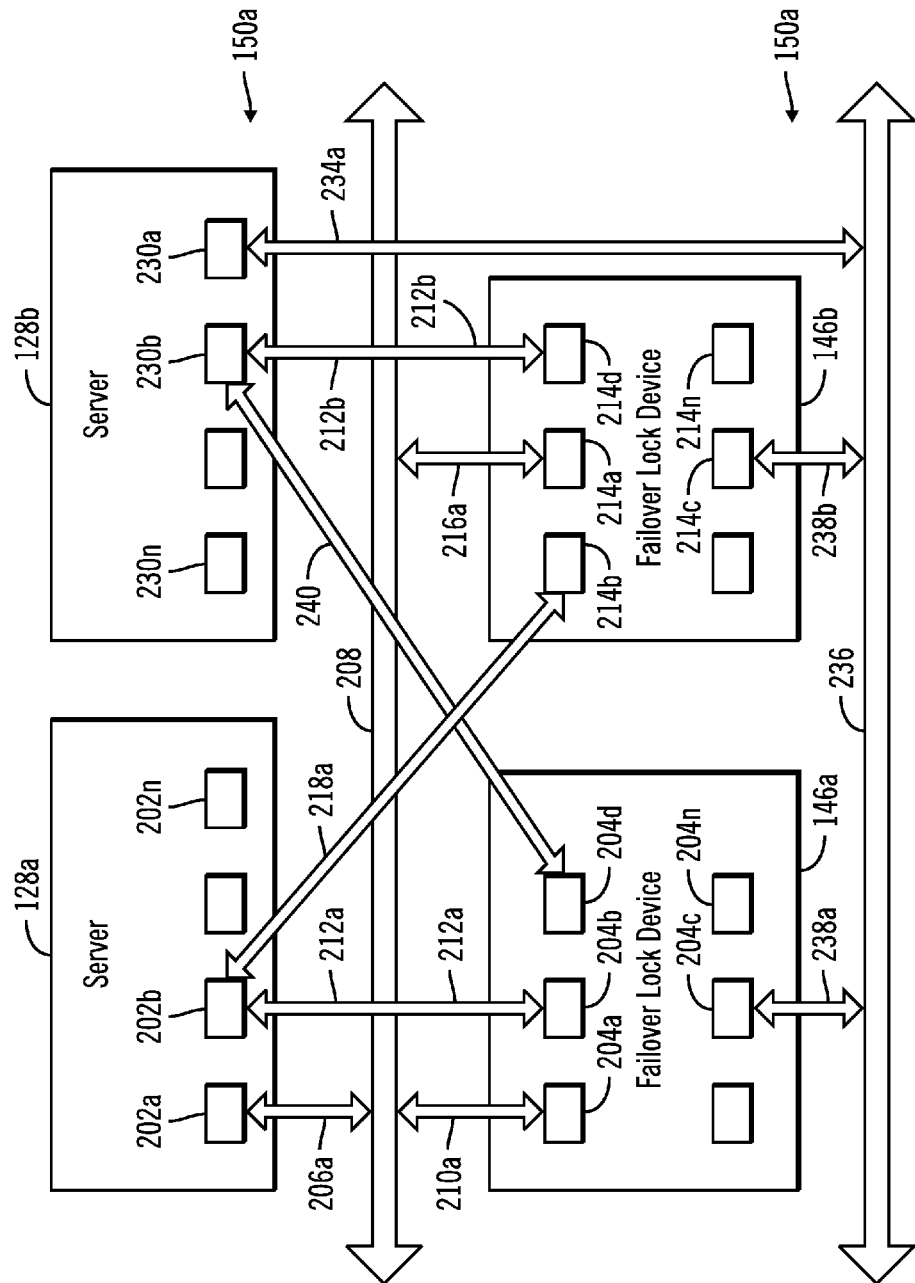 128a
Server
202a
202b
202n
128b
Server
230n
230b
230a
150a
206a
212a
218a
208
240
212b
234a
210a
212a
216a
212b
204a
204b
204d
Failover Lock Device
204c
204n
146a
238a
214b
214a
214d
Failover Lock Device
214c
214n
146b
238b
236
150a